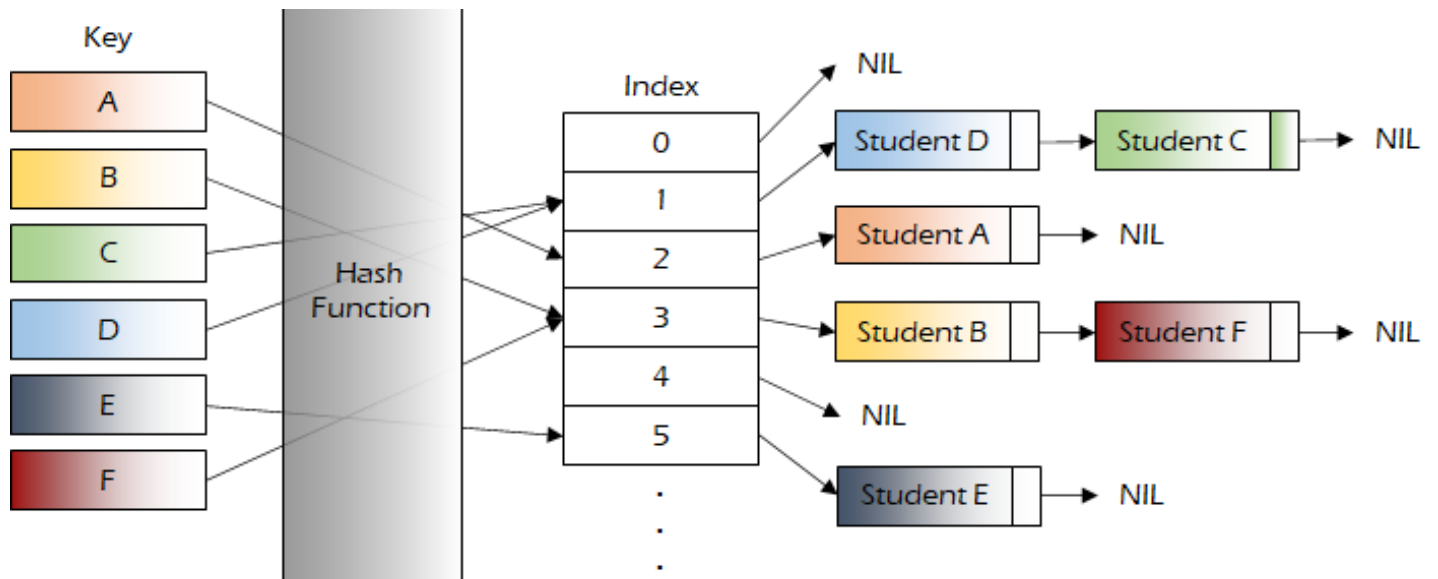 Key
A
B
C
D
E
F
Hash
Function
Index
0
1
2
3
4
5
.
.
.
NIL
Student D
Student C
NIL
Student A
NIL
Student B
Student F
NIL
NIL
Student E
NIL